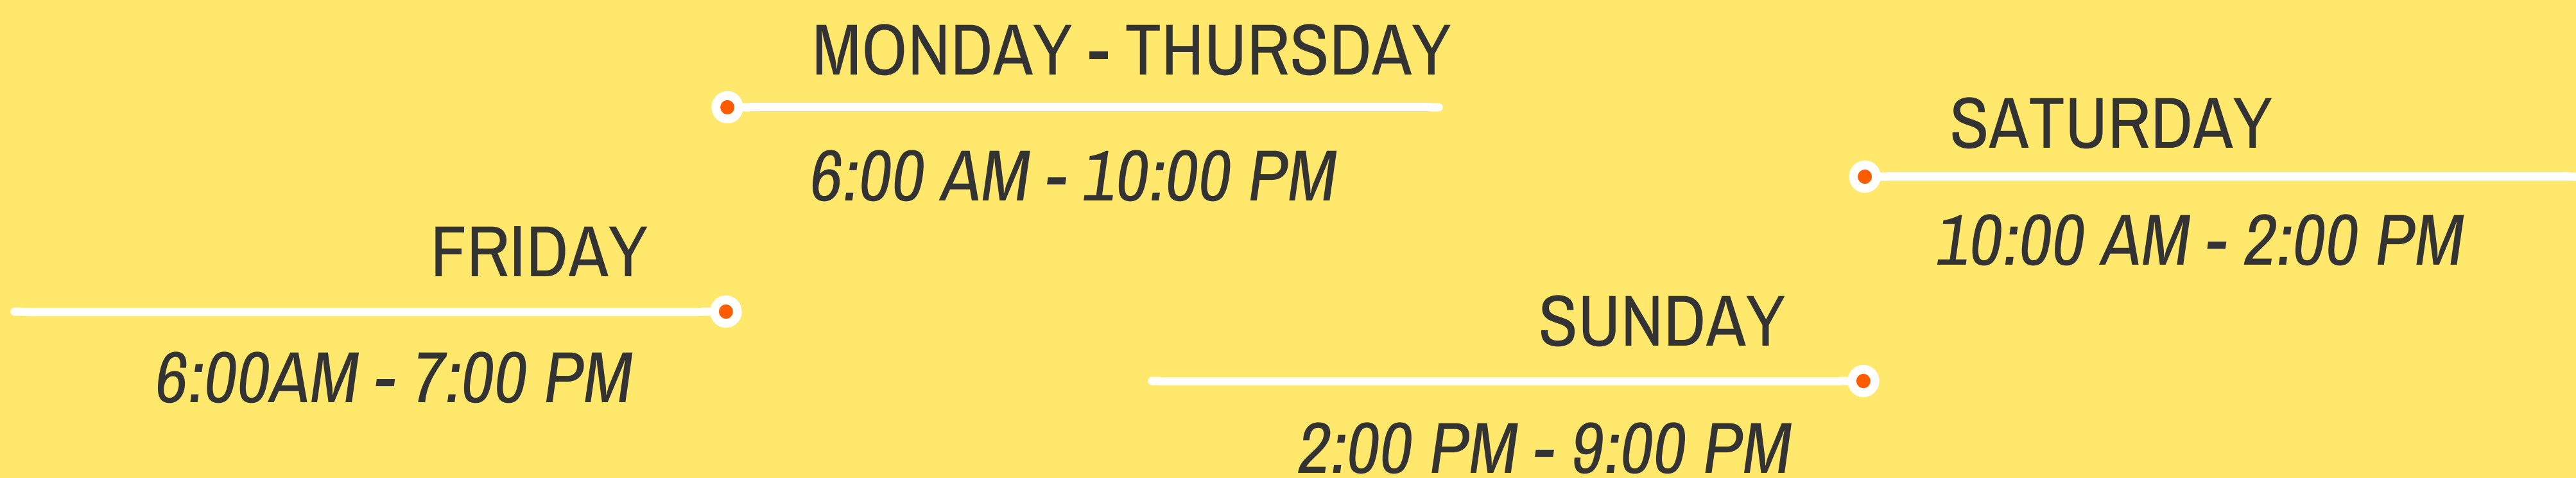 MONDAY - THURSDAY
6:00 AM - 10:00 PM
FRIDAY
6:00AM - 7:00 PM
SATURDAY
10:00 AM - 2:00 PM
SUNDAY
2:00 PM - 9:00 PM